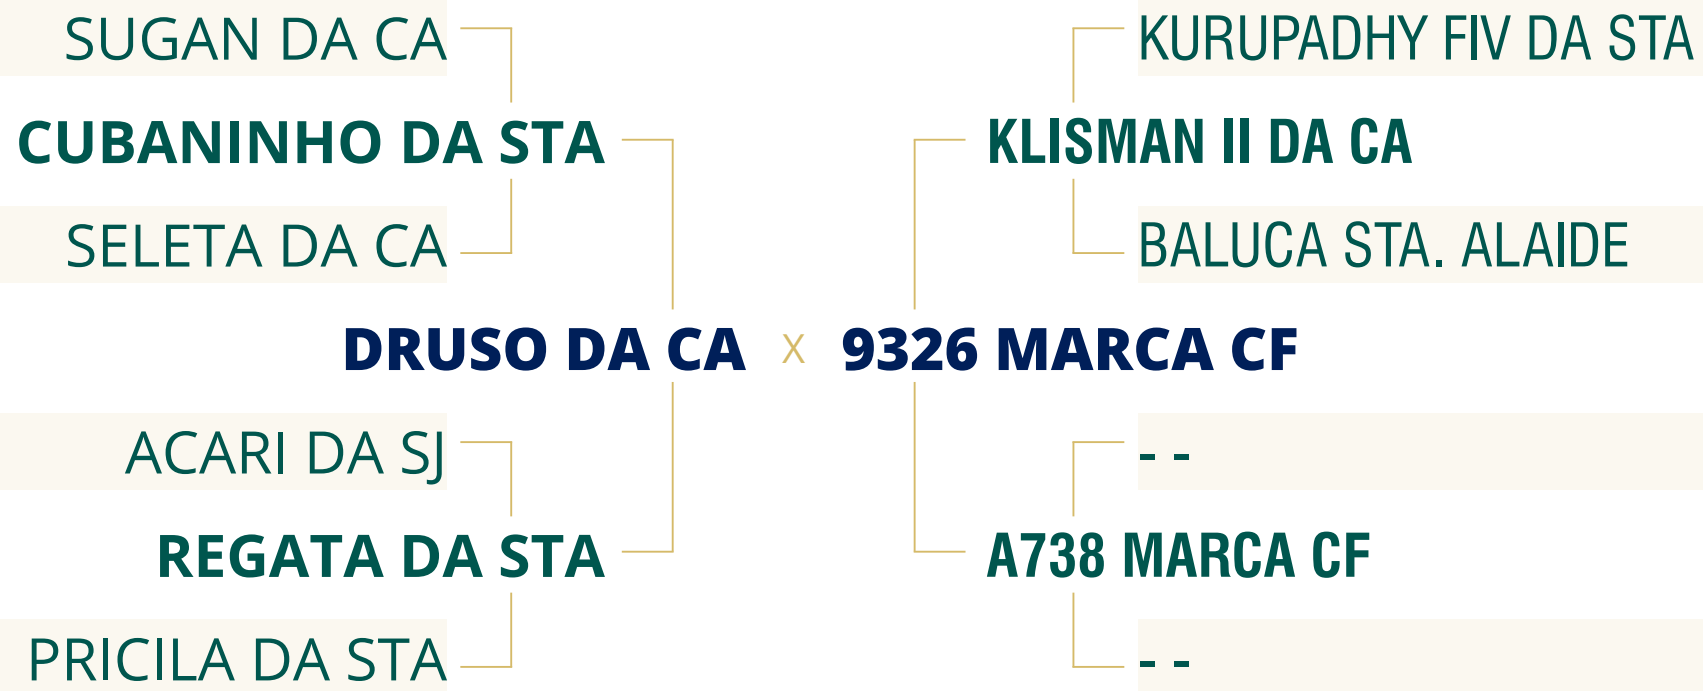 SUGAN DA CA
KURUPADHY FIV DA STA
CUBANINHO DA STA
KLISMAN II DA CA
SELETA DA CA
BALUCA STA. ALAIDE
DRUSO DA CA x 9326 MARCA CF
ACARI DA SJ
- -
REGATA DA STA
A738 MARCA CF
PRICILA DA STA
- -